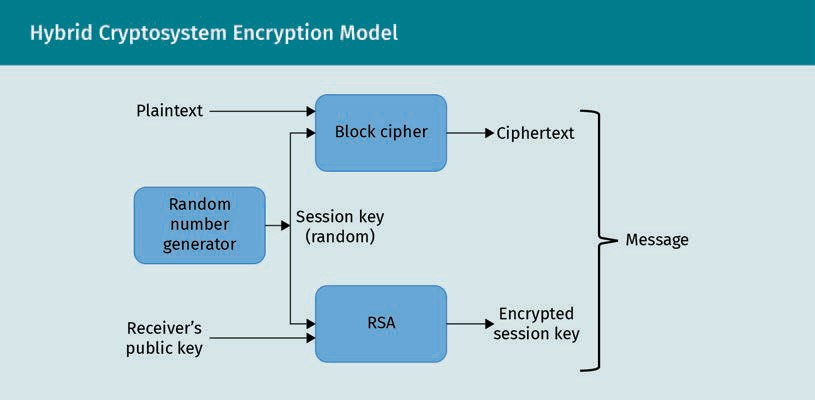 Hybrid Cryptosystem Encryption Model
Plaintext
Block cipher
Ciphertext
Random
number
generator
Session key
(random)
Message
Receiver’s
public key
RSA
Encrypted
session key